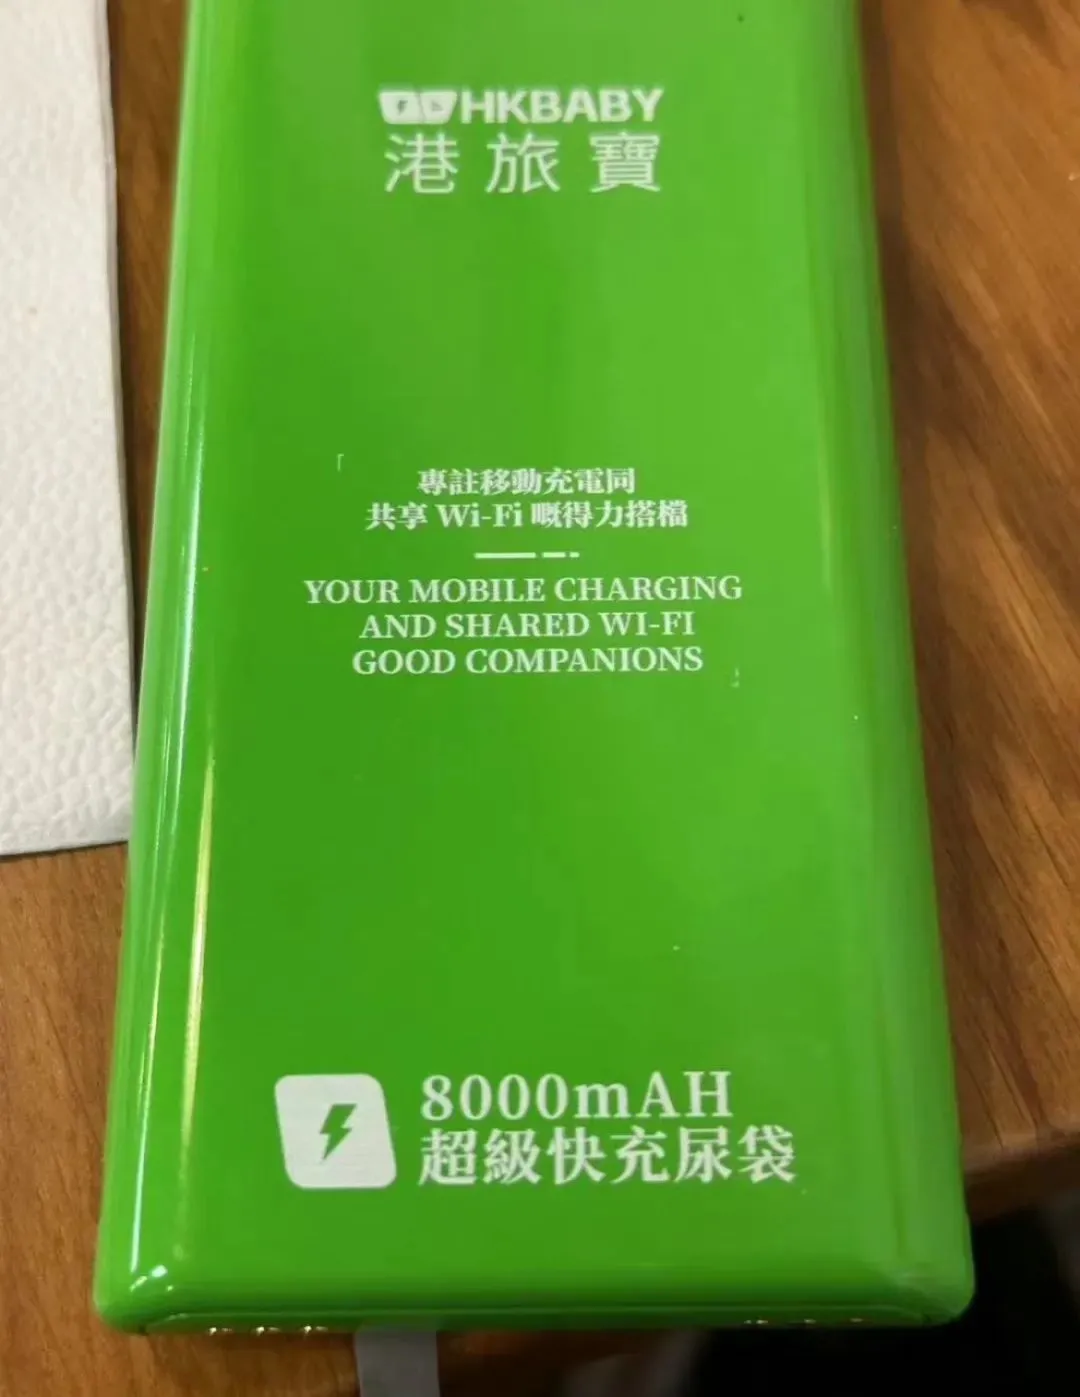 HKBABY
港旅寶
「 專註移動充電同
共享 Wi-Fi 嘅得力搭檔
YOUR MOBILE CHARGING
AND SHARED WI-FI
GOOD COMPANIONS 」
8000mAH
超級快充尿袋